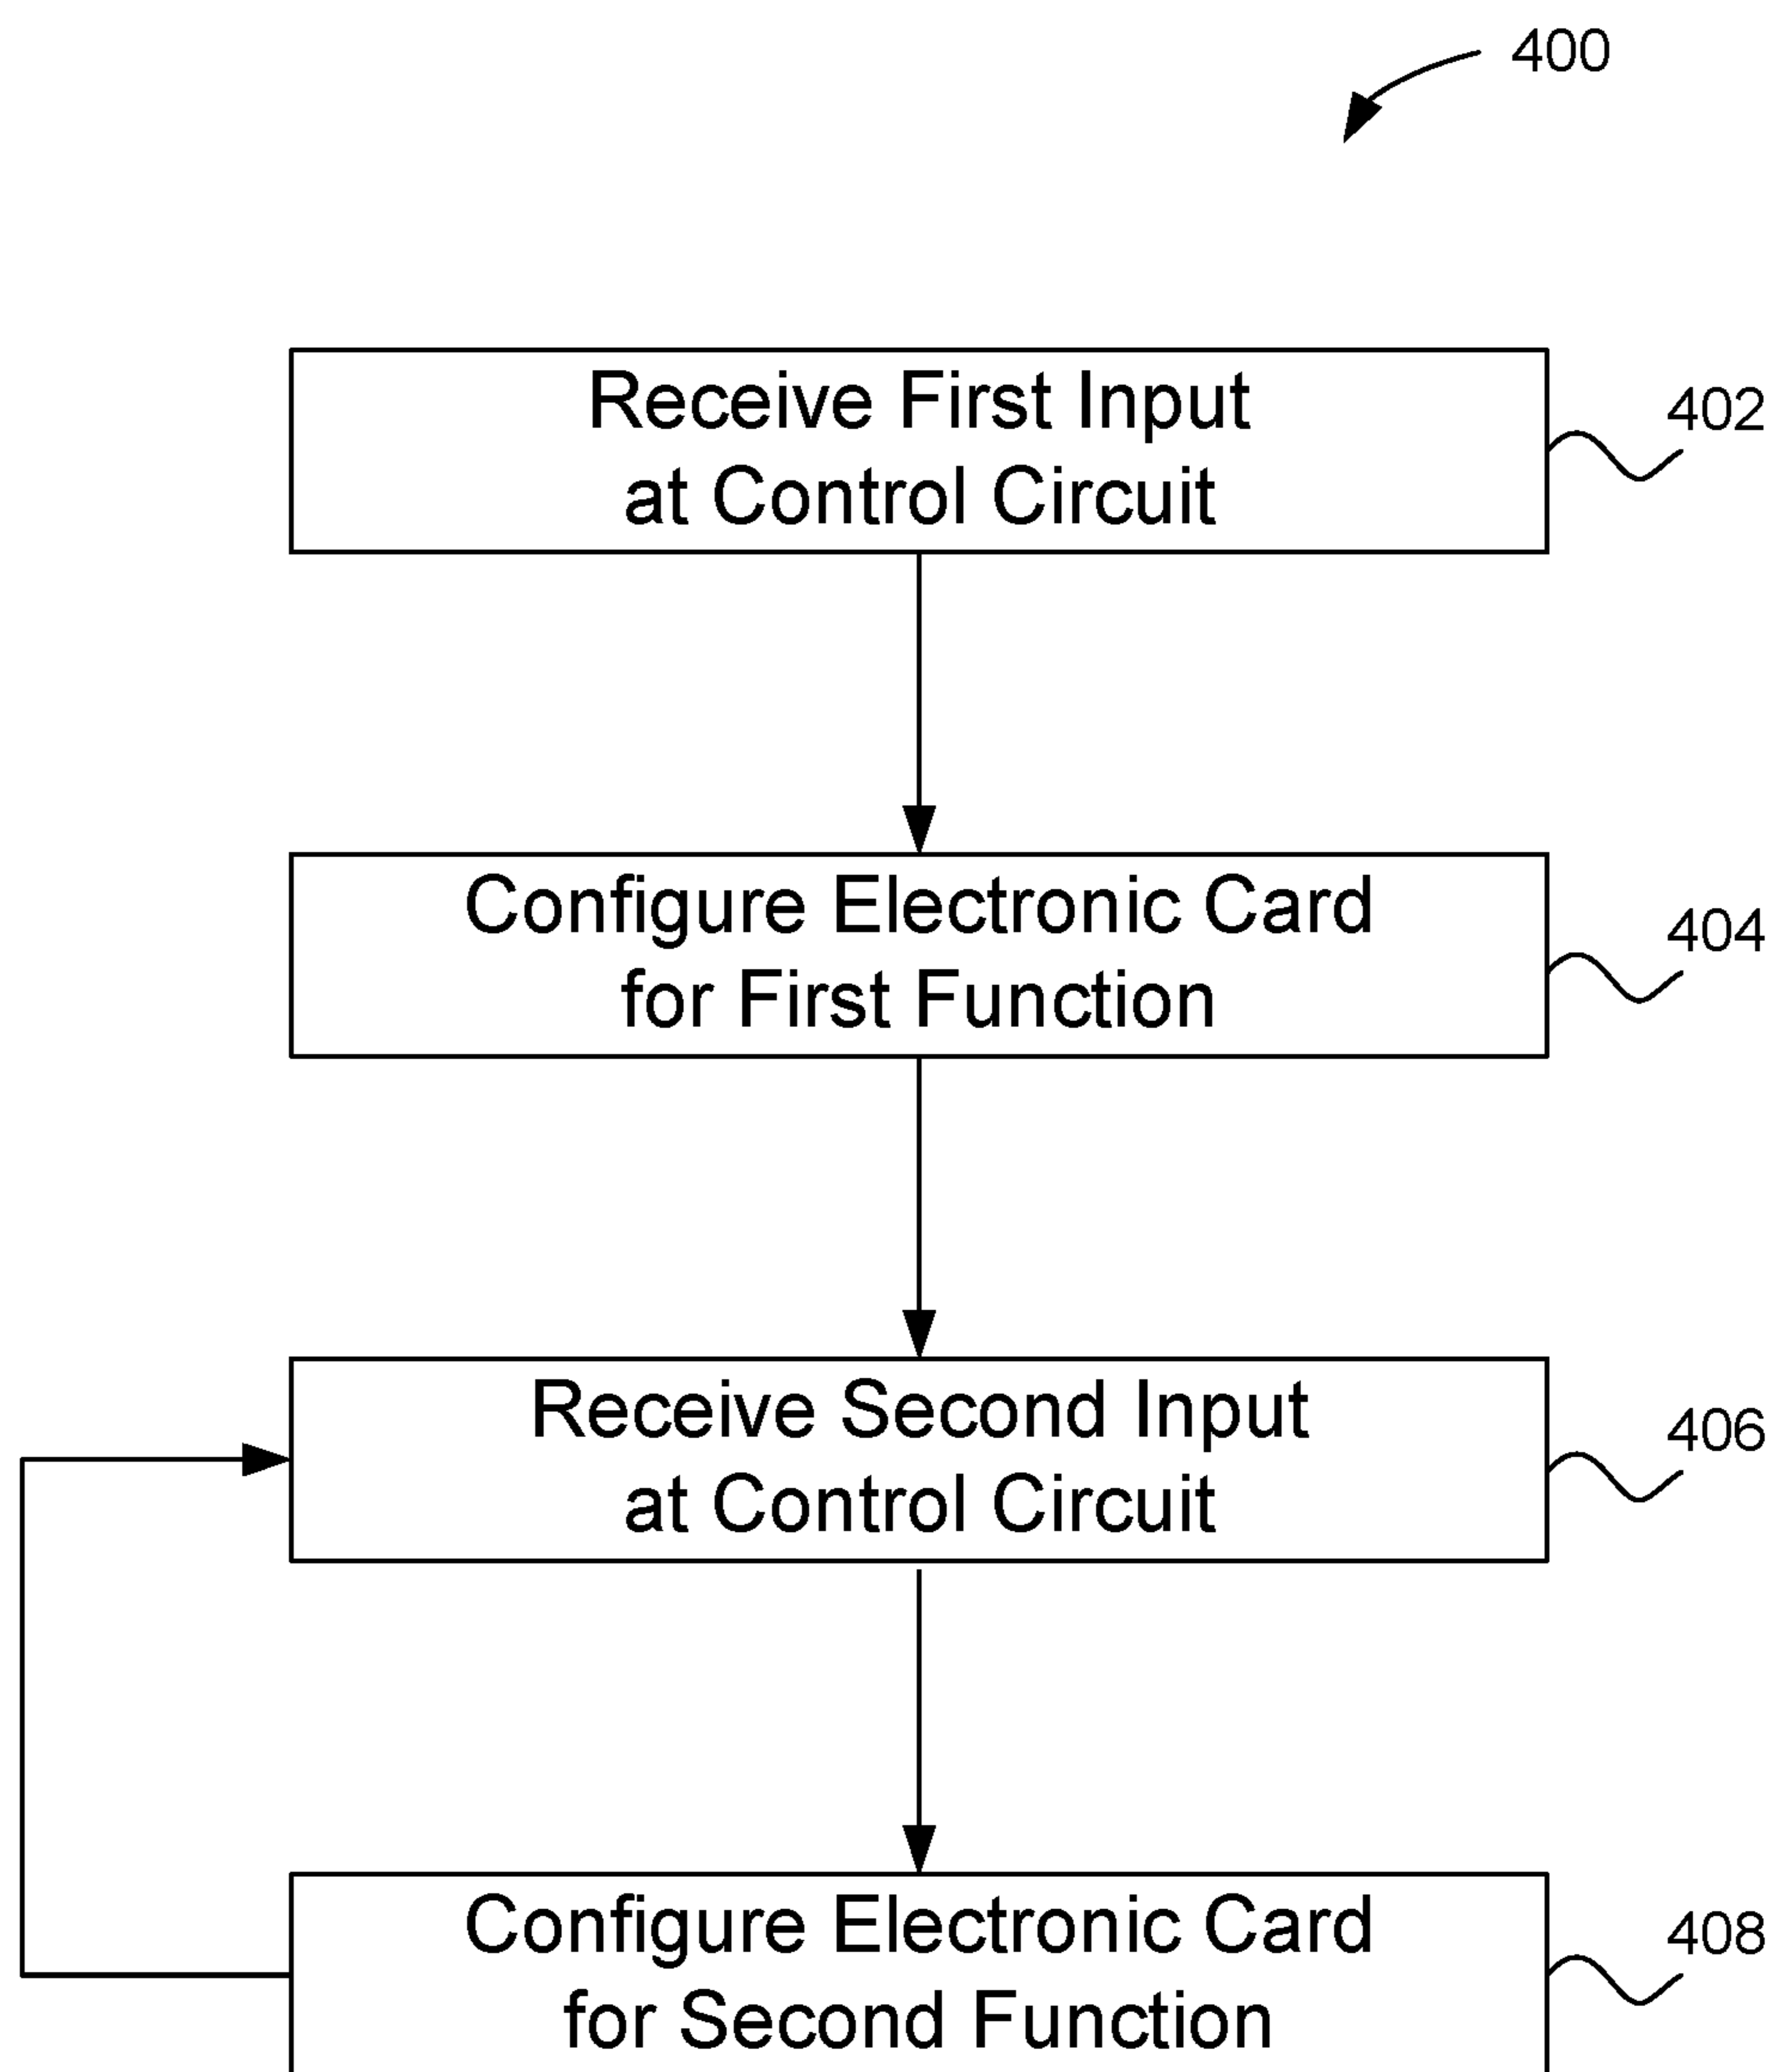 400
Receive First Input
at Control Circuit
402
Configure Electronic Card
for First Function
404
Receive Second Input
at Control Circuit
406
Configure Electronic Card
for Second Function
408